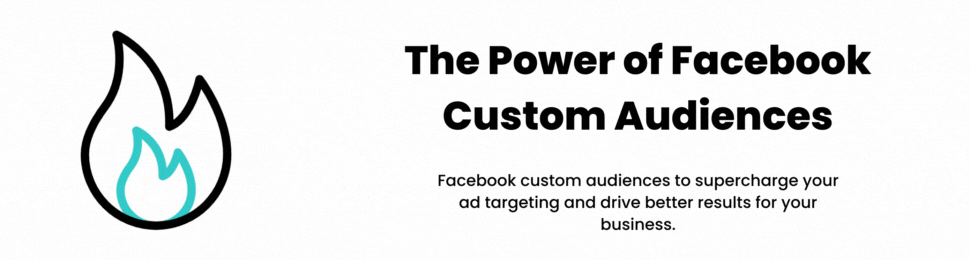 The Power of Facebook
Custom Audiences
Facebook custom audiences to supercharge your
ad targeting and drive better results for your
business.